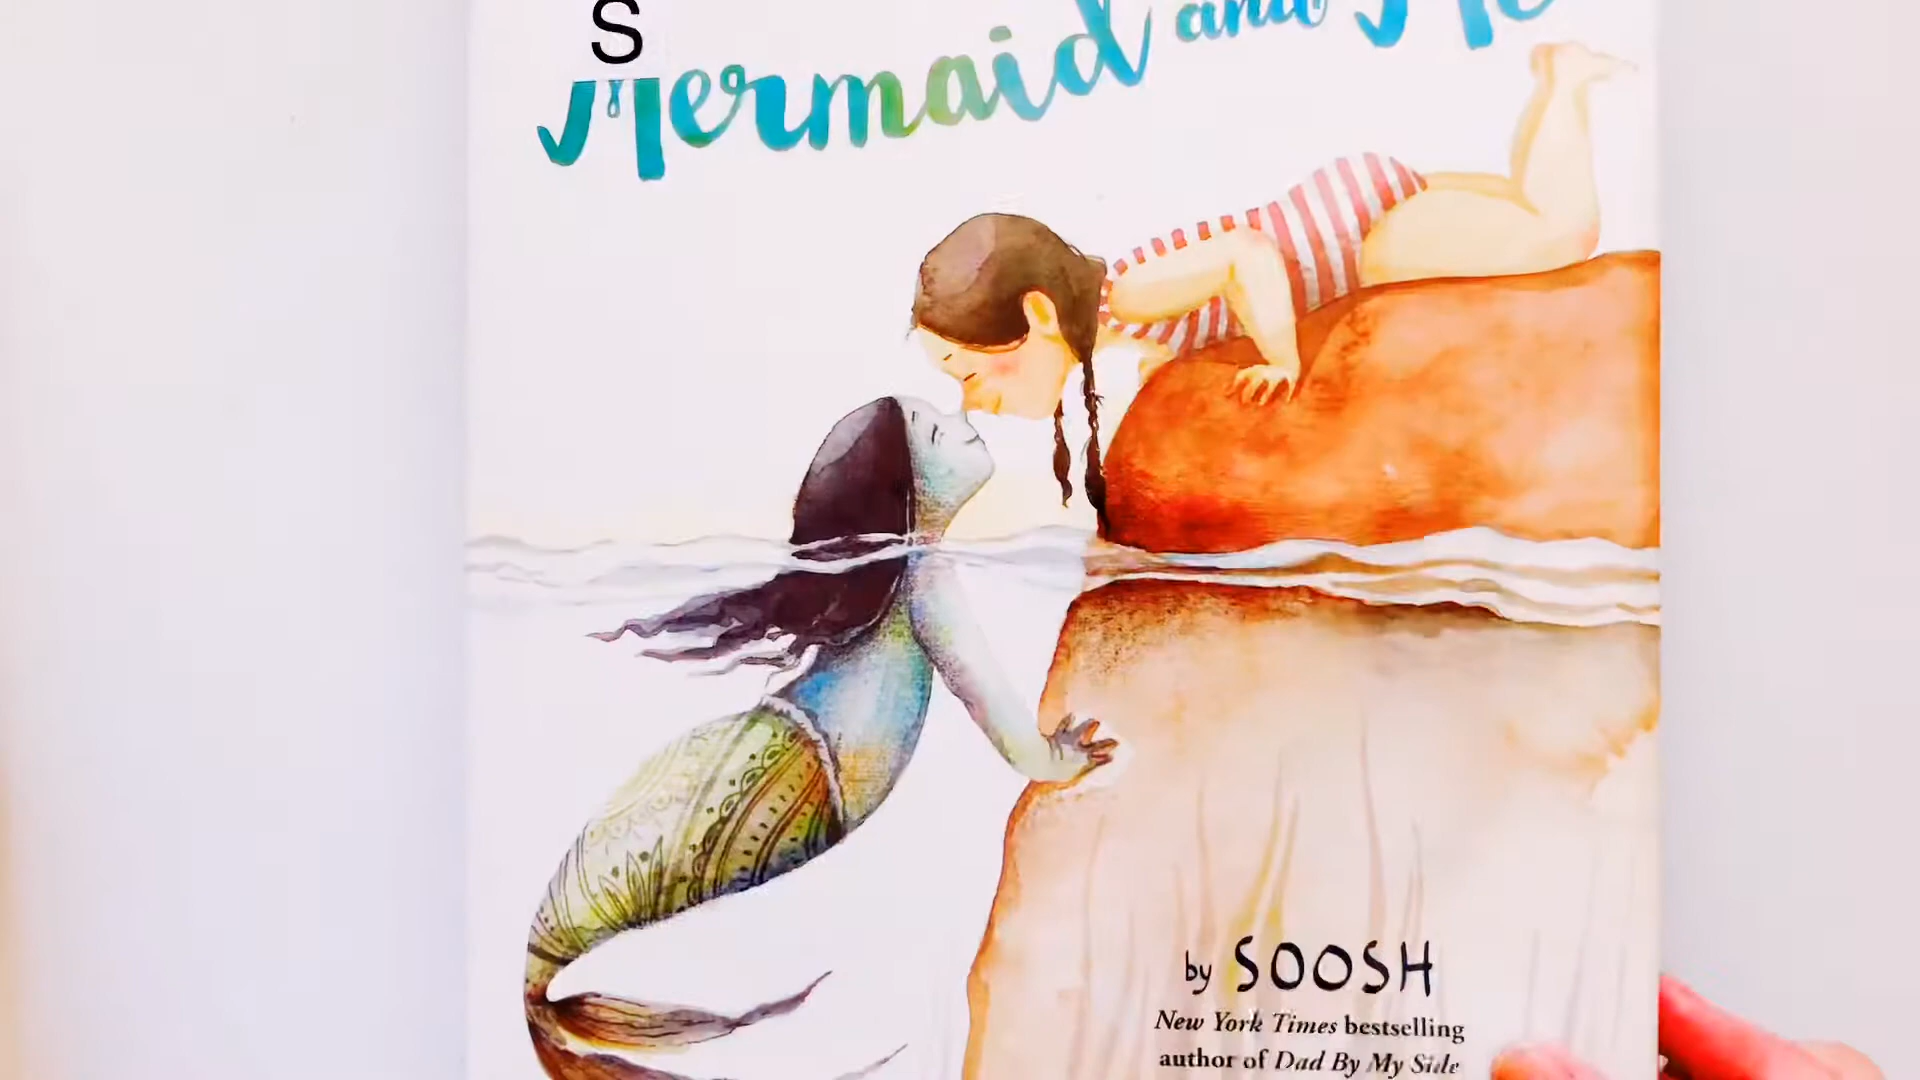 S
Mermaid and Me
by SOOSH
New York Times bestselling
author of Dad By My Side